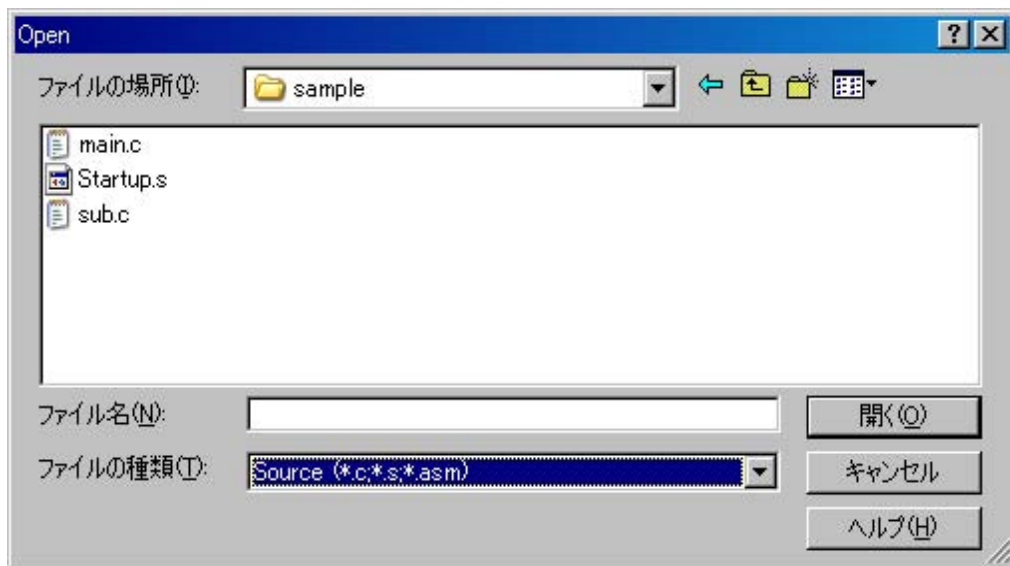 Open
ファイルの場所(I):
sample
main.c
Startup.s
sub.c
ファイル名(N):
開く(O)
ファイルの種類(T):
Source (*.c;*.s;*.asm)
キャンセル
ヘルプ(H)